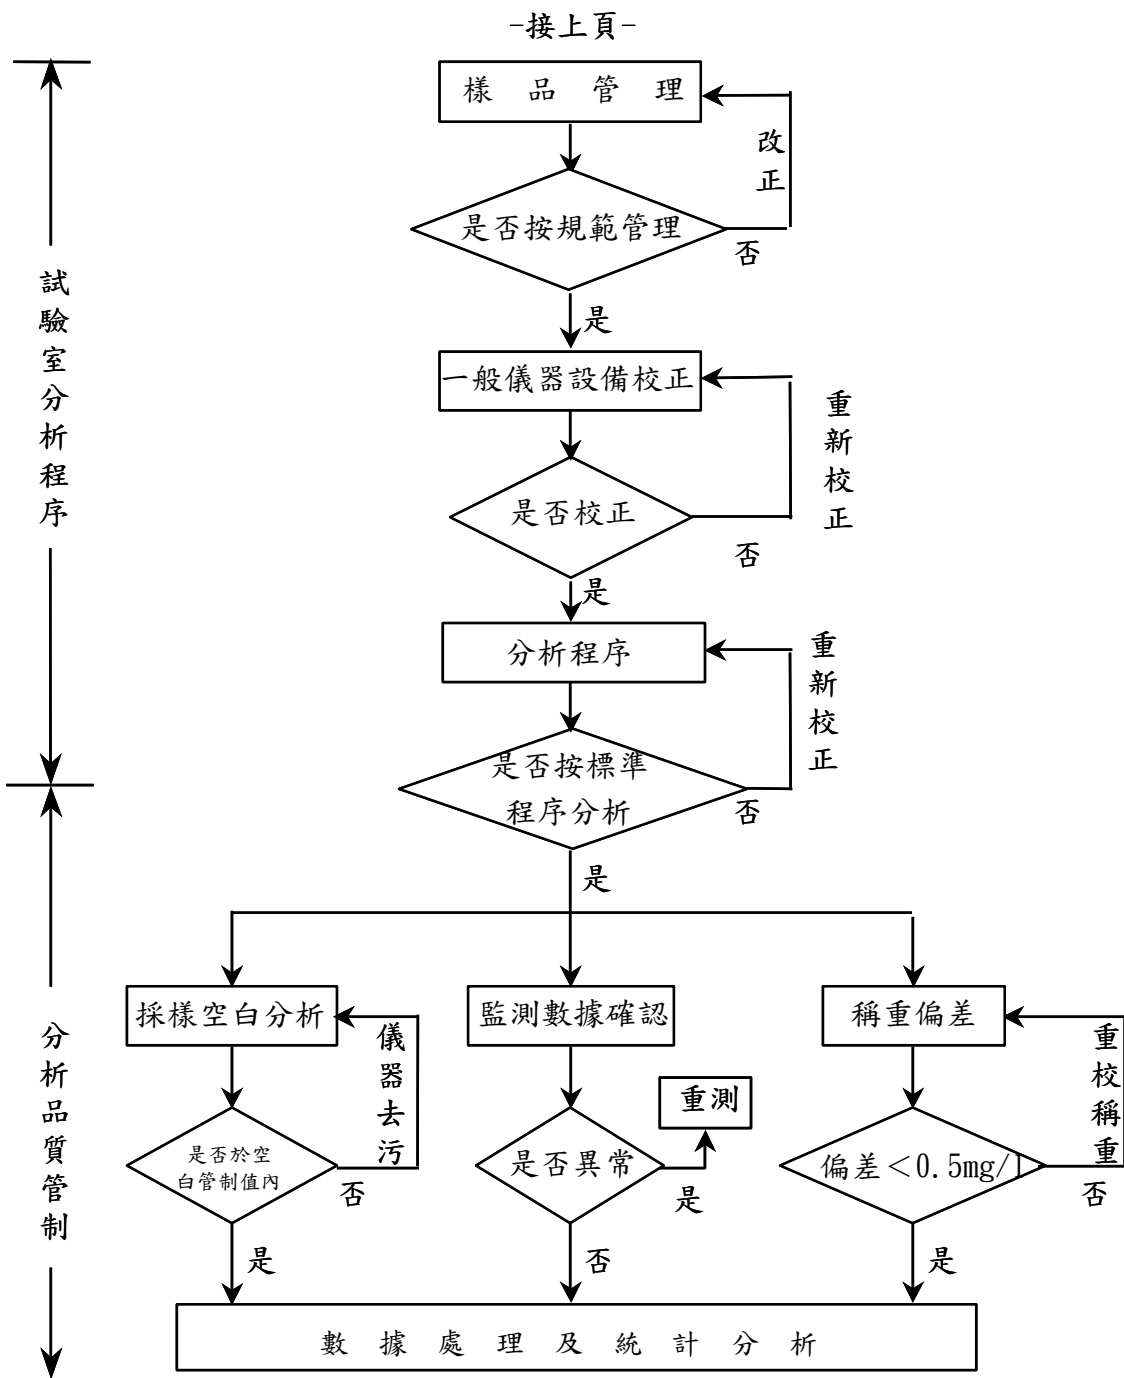 -接上頁-
樣品管理
改正
是否按規範管理
否
是
試驗室分析程序
一般儀器設備校正
重新校正
是否校正
否
是
分析程序
重新校正
是否按標準
程序分析
否
是
分析品質管制
採樣空白分析
監測數據確認
稱重偏差
儀器去污
重測
重校稱重
是否於空
白管制值內
是否異常
偏差<0.5mg/l
否
是
否
是
否
是
數據處理及統計分析